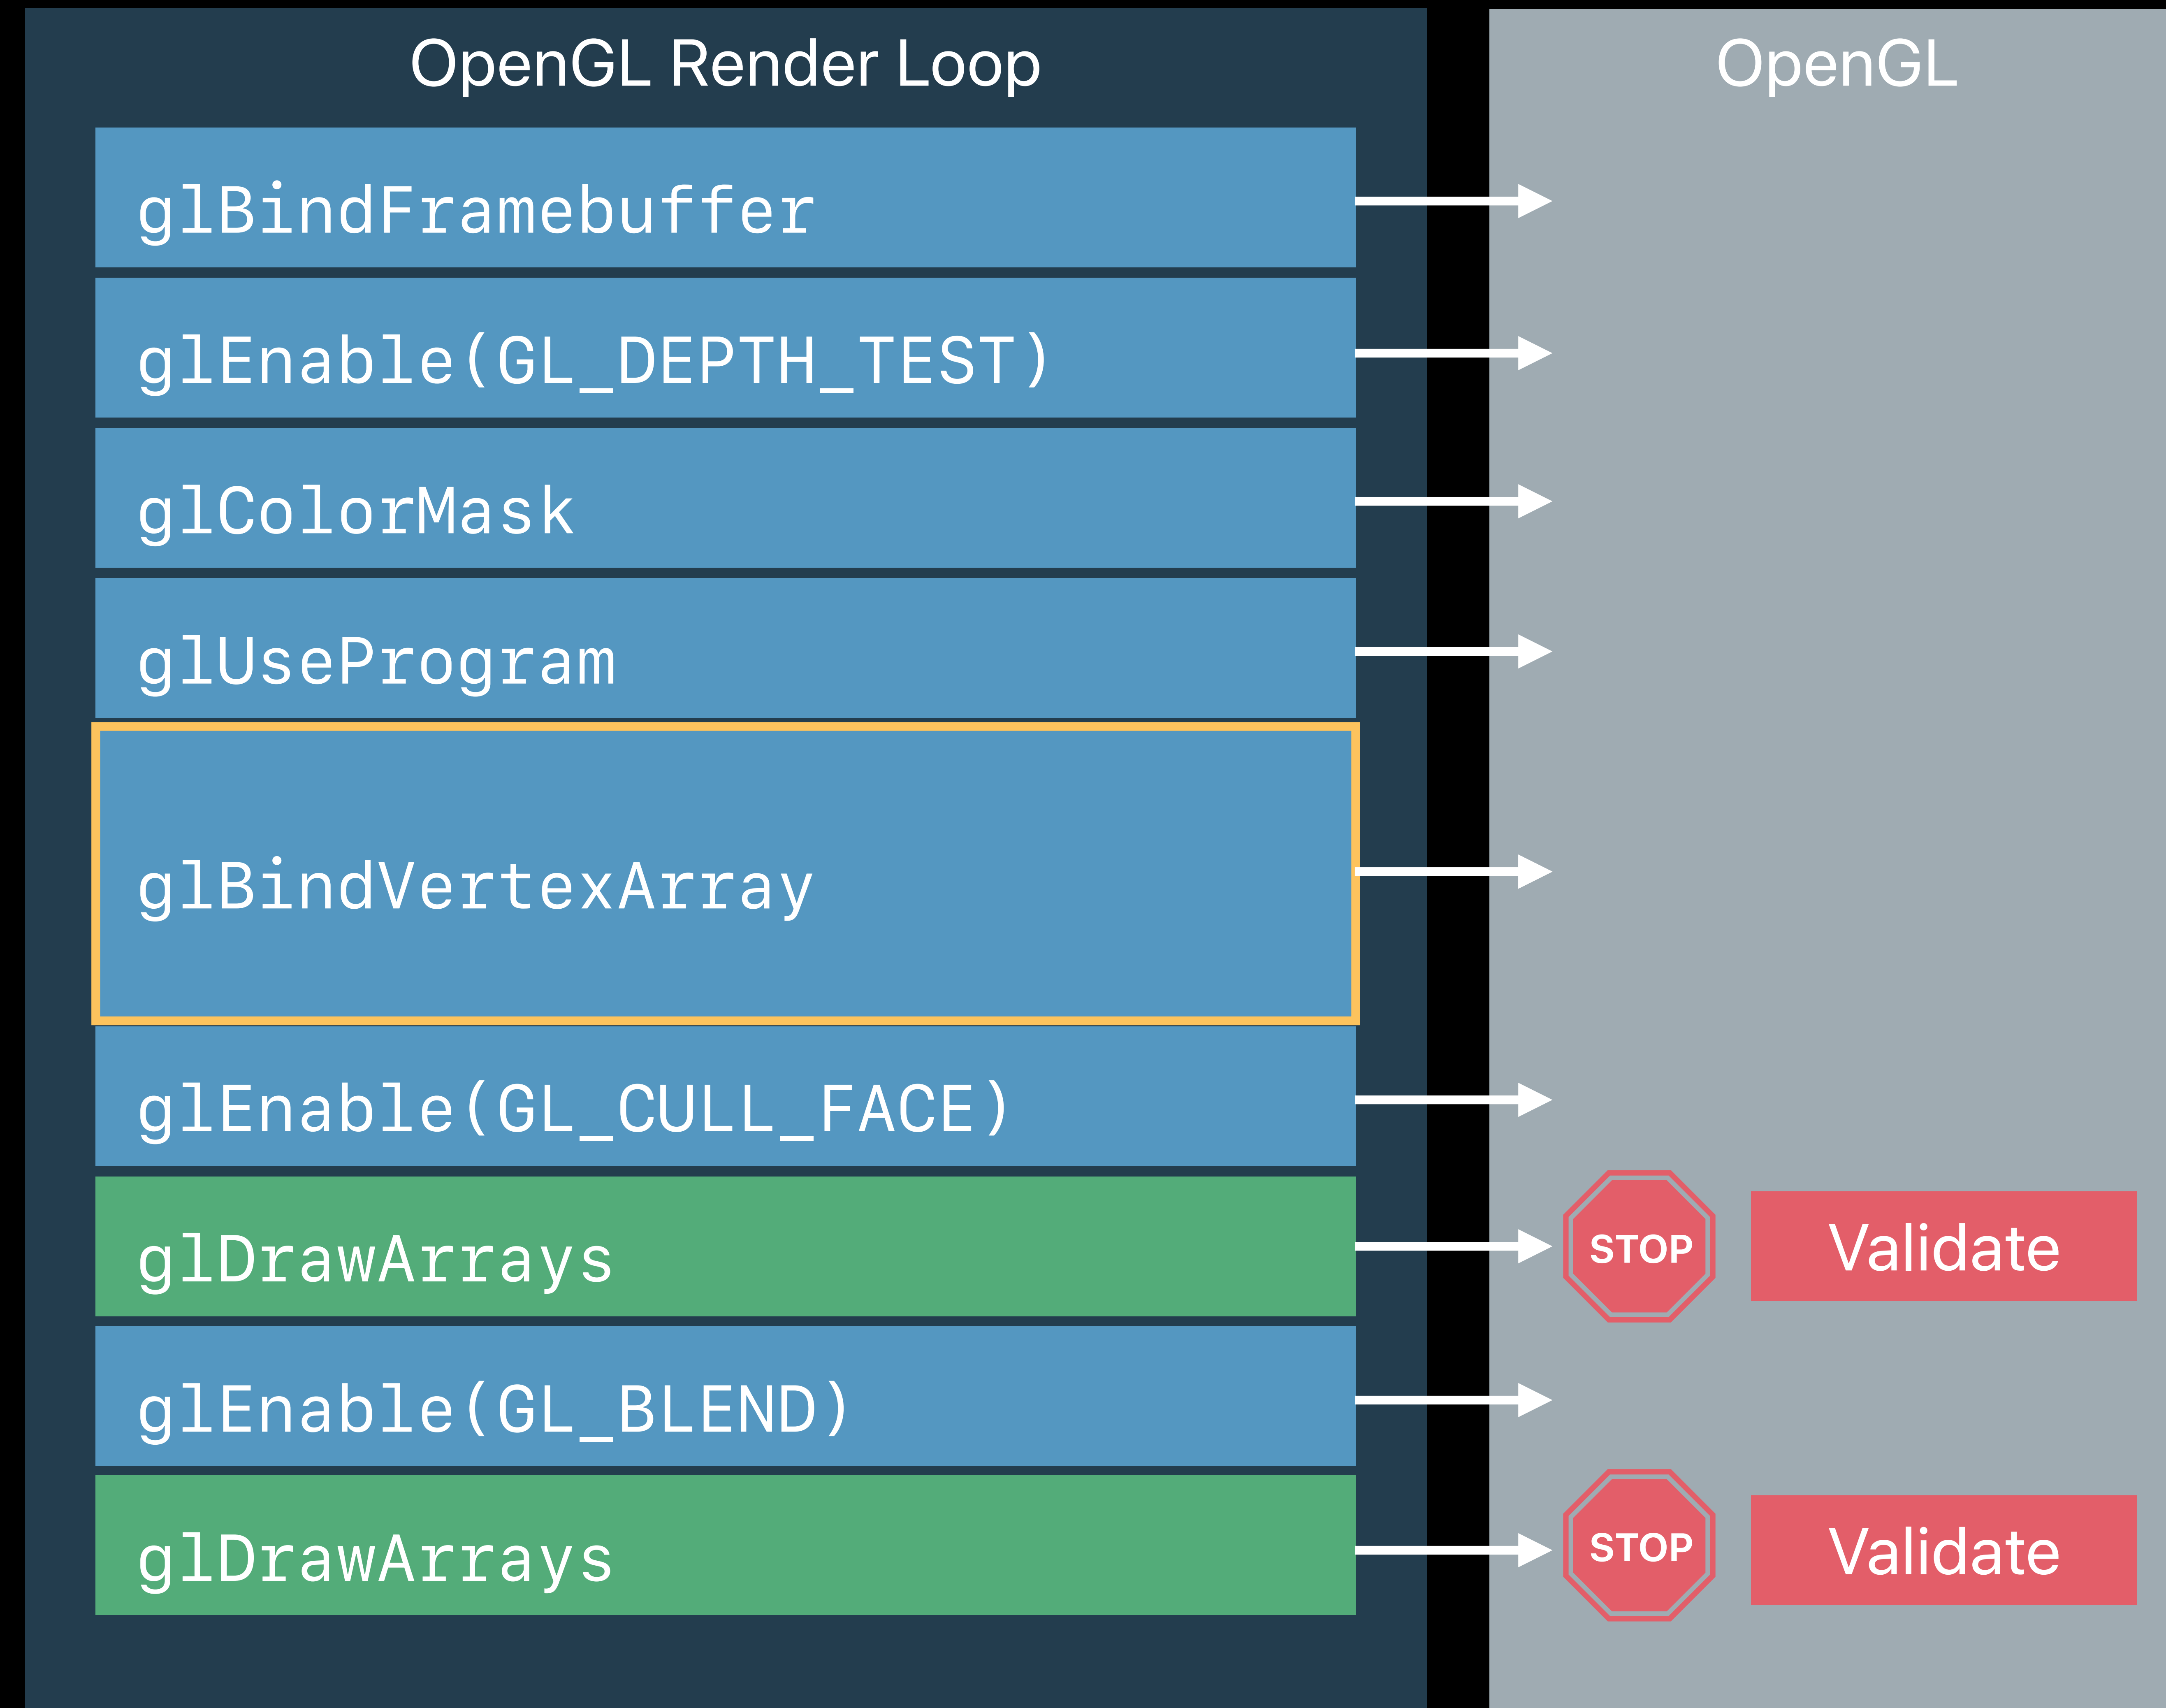 OpenGL Render Loop
OpenGL
glBindFramebuffer
glEnable(GL_DEPTH_TEST)
glColorMask
glUseProgram
glBindVertexArray
glEnable(GL_CULL_FACE)
glDrawArrays
STOP
Validate
glEnable(GL_BLEND)
glDrawArrays
STOP
Validate